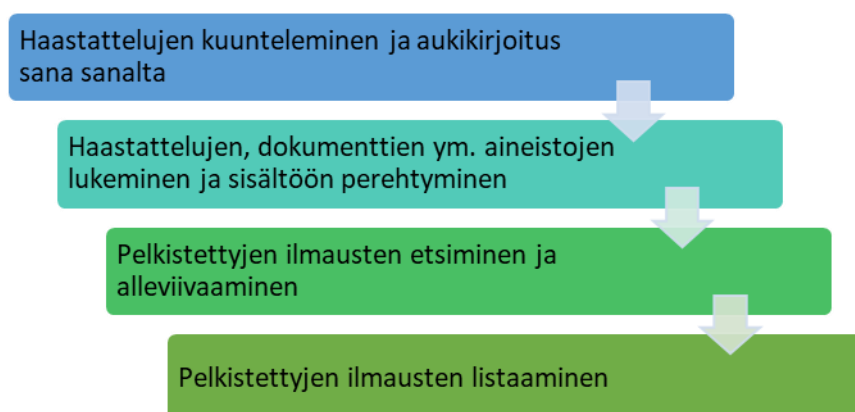 Haastattelujen kuunteleminen ja aukikirjoitus
sana sanalta
Haastattelujen, dokumenttien ym. aineistojen
lukeminen ja sisältöön perehtyminen
Pelkistettyjen ilmausten etsiminen ja
alleviivaaminen
Pelkistettyjen ilmausten listaaminen